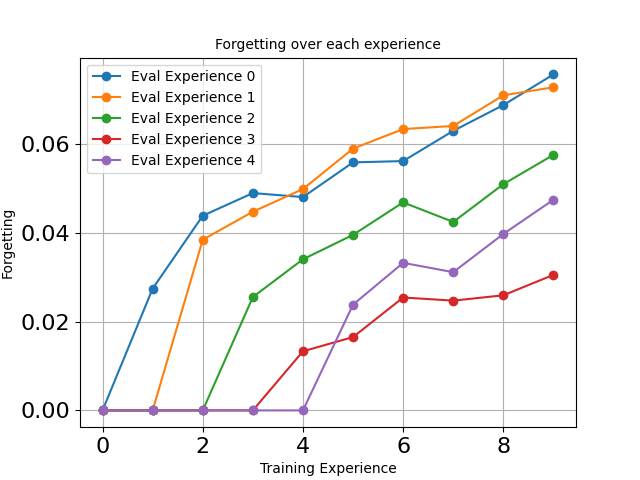 Forgetting over each experience
Eval Experience 0
Eval Experience 1
Eval Experience 2
Eval Experience 3
Eval Experience 4
0.06
0.04
0.02
0.00
Forgetting
0 2 4 6 8
Training Experience